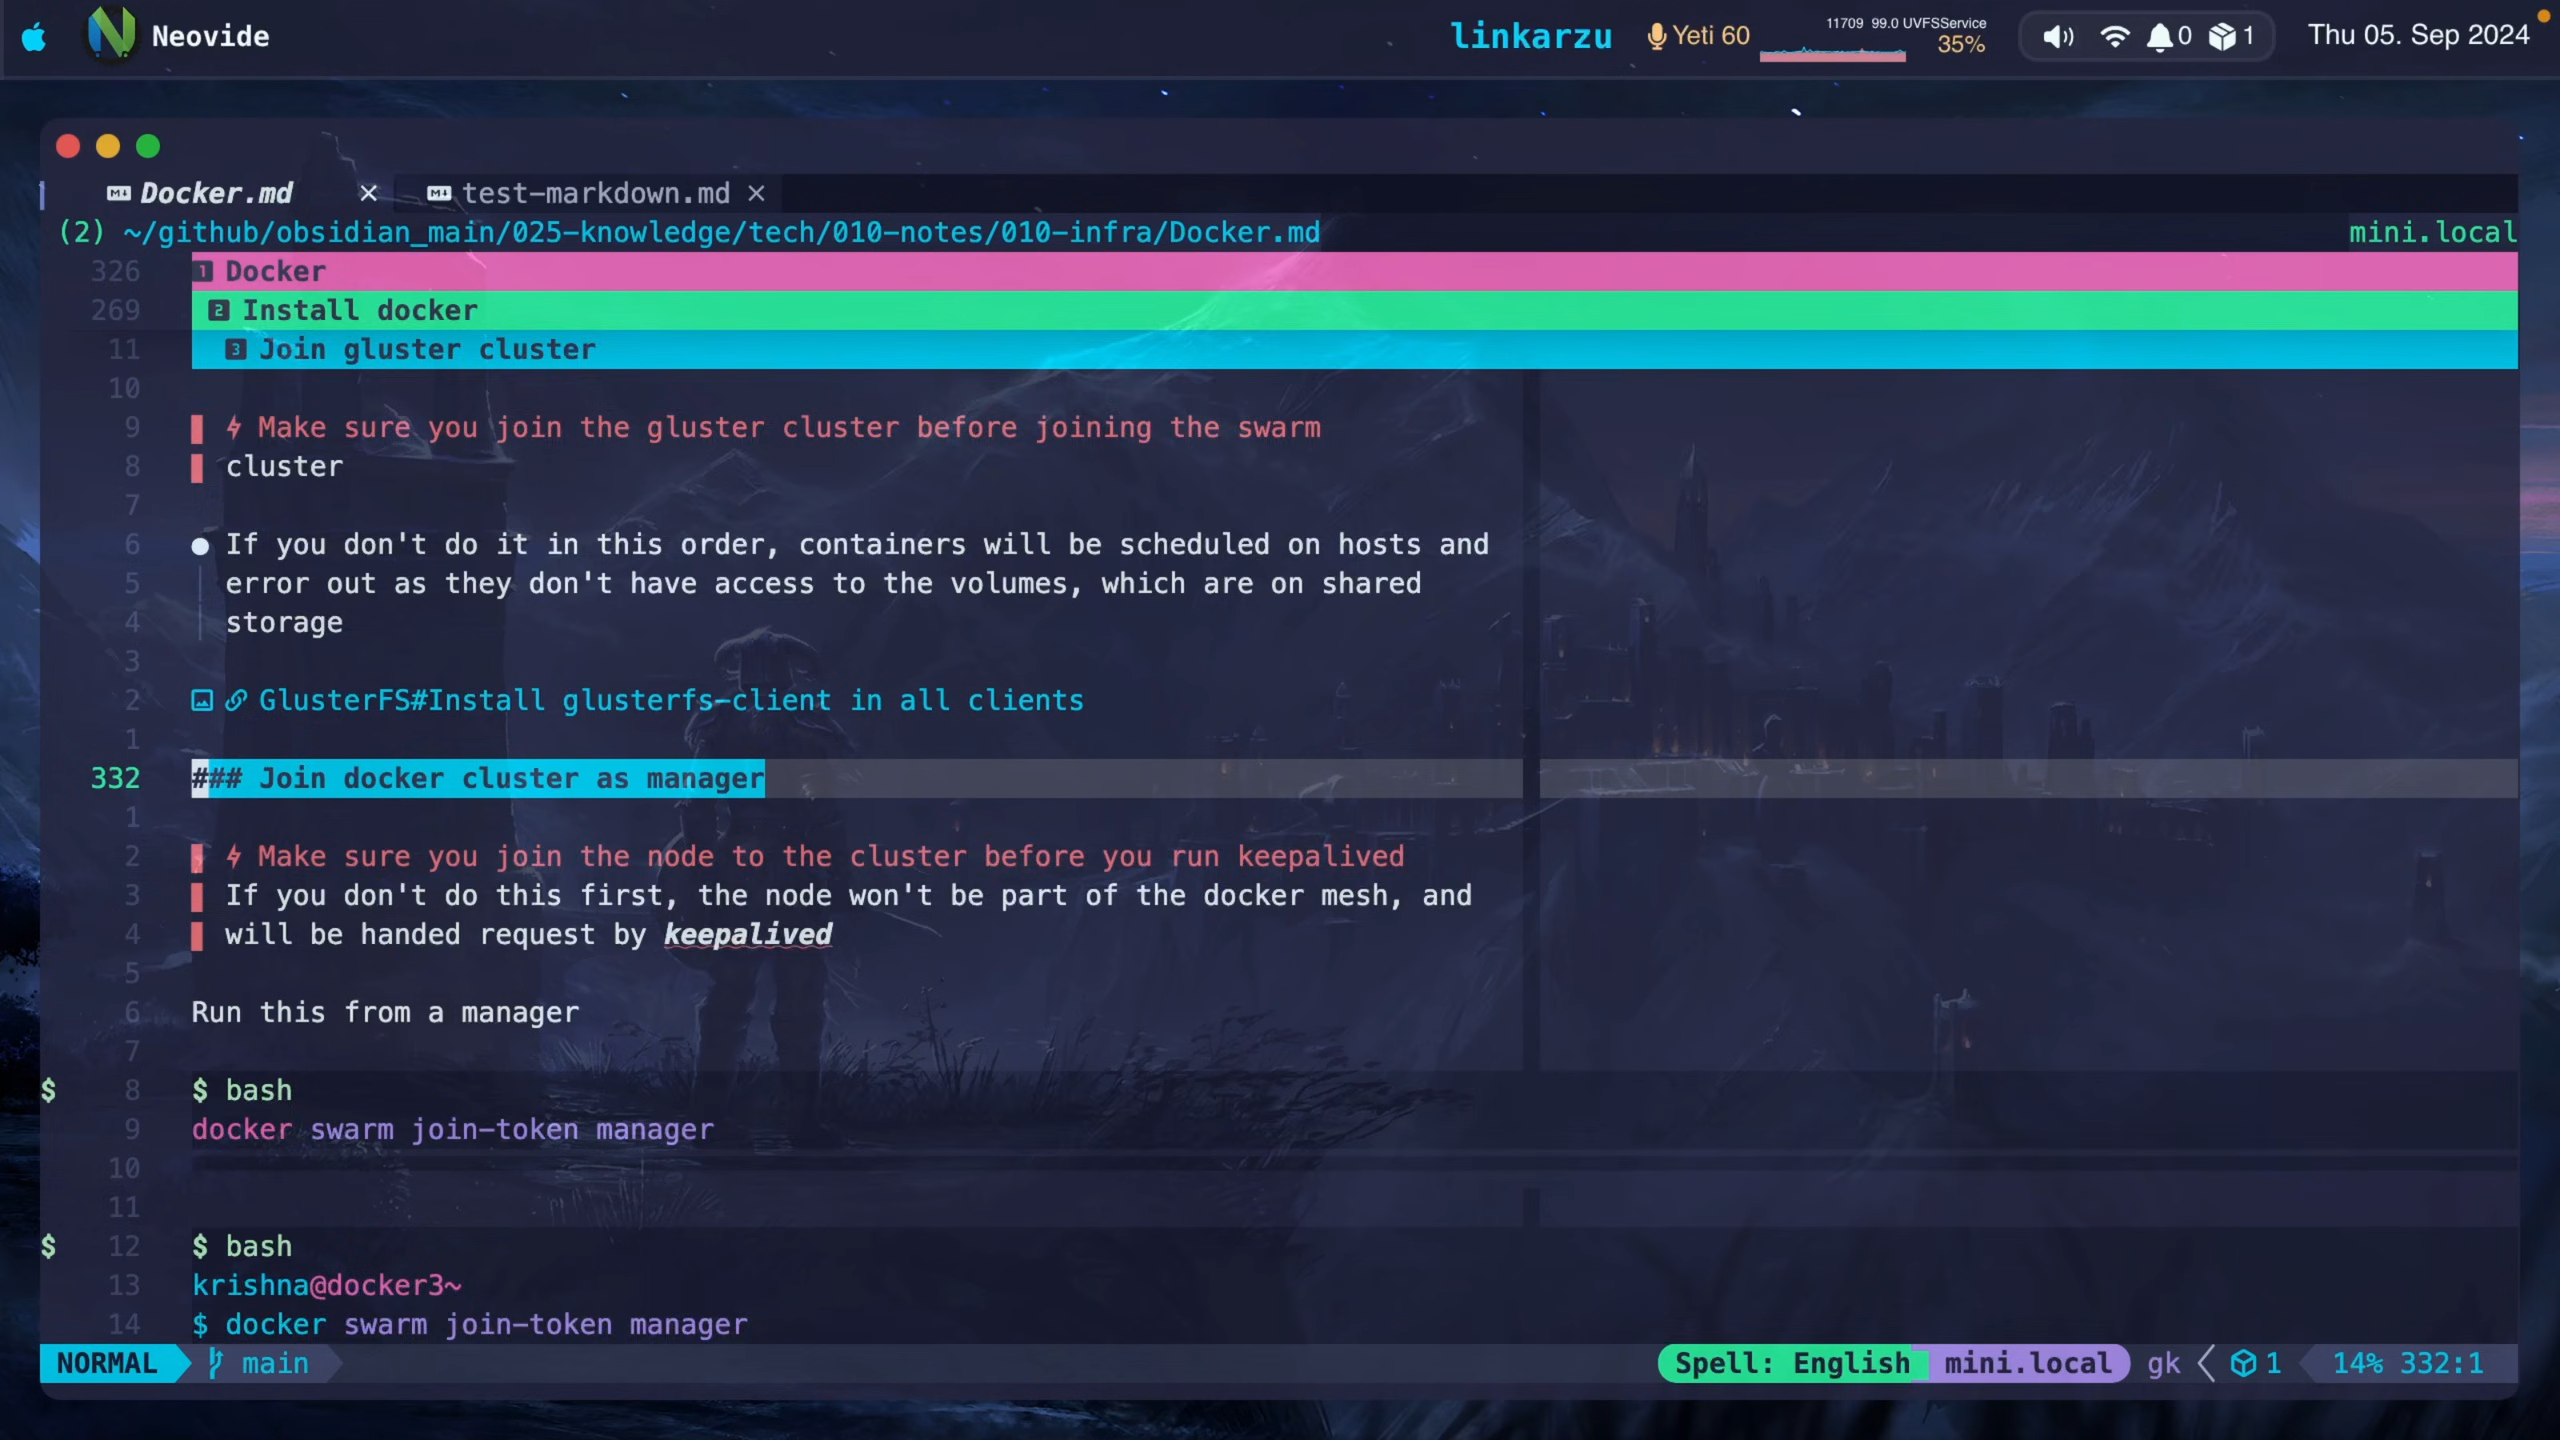 Neovide
linkarzu
Yeti 60
11709 99.0 UVFSService
35%
0
1
Thu 05. Sep 2024
Docker.md ×
test-markdown.md ×
(2) ~/github/obsidian_main/025-knowledge/tech/010-notes/010-infra/Docker.md
mini.local
326 1 Docker
269 2 Install docker
11 3 Join gluster cluster
10
9 Make sure you join the gluster cluster before joining the swarm
8 cluster
7
6 ● If you don't do it in this order, containers will be scheduled on hosts and
5 error out as they don't have access to the volumes, which are on shared
4 storage
3
2 GlusterFS#Install glusterfs-client in all clients
1
332 ### Join docker cluster as manager
1
2 Make sure you join the node to the cluster before you run keepalived
3 If you don't do this first, the node won't be part of the docker mesh, and
4 will be handed request by keepalived
5
6 Run this from a manager
7
$ 8 $ bash
9 docker swarm join-token manager
10
11
$ 12 $ bash
13 krishna@docker3~
14 $ docker swarm join-token manager
NORMAL main
Spell: English mini.local gk 1 14% 332:1